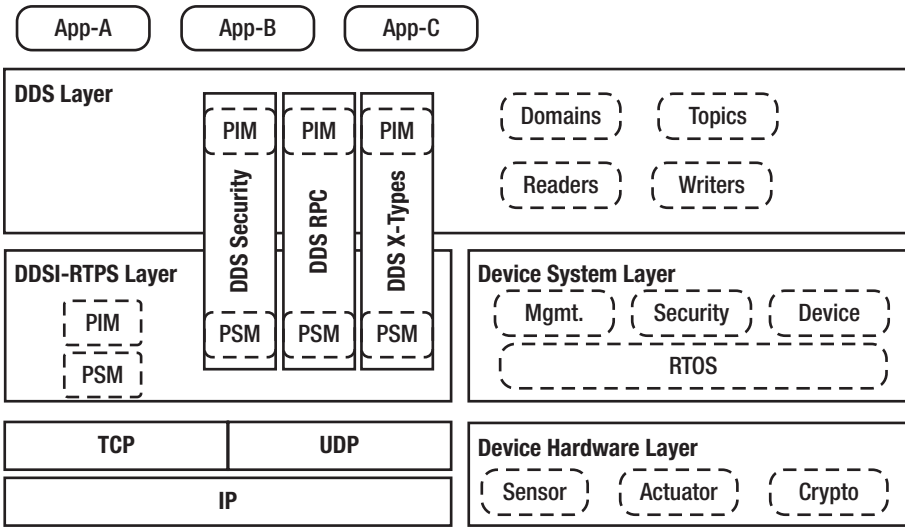 App-A App-B App-C
DDS Layer
PIM PIM PIM
DDS Security
DDS RPC
DDS X-Types
PSM PSM PSM
Domains Topics
Readers Writers
DDSI-RTPS Layer
PIM
PSM
Device System Layer
Mgmt. Security Device
RTOS
TCP UDP
IP
Device Hardware Layer
Sensor Actuator Crypto